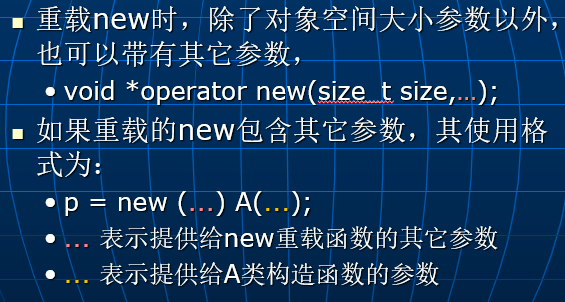 重载new时，除了对象空间大小参数以外，
也可以带有其它参数，
void *operator new(size_t size,…);
如果重载的new包含其它参数，其使用格
式为：
p = new (...) A(...);
... 表示提供给new重载函数的其它参数
... 表示提供给A类构造函数的参数